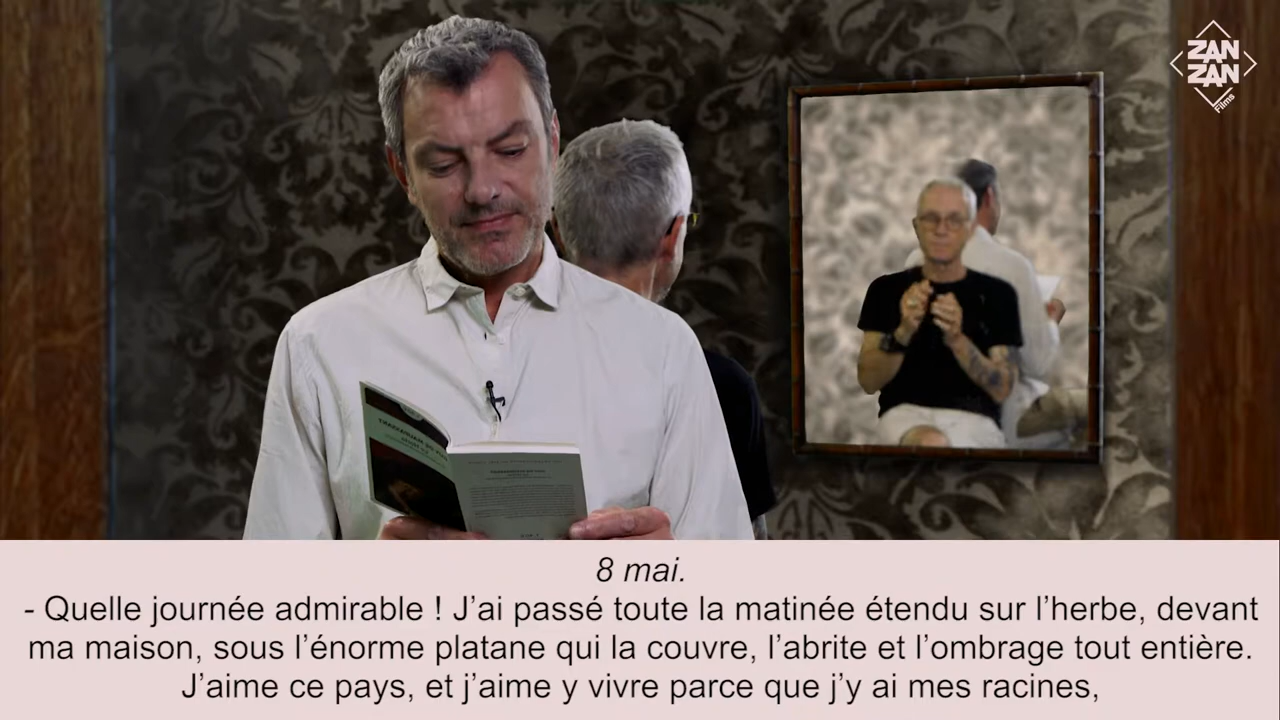 ZAN
ZAN
Films
8 mai.
- Quelle journée admirable ! J’ai passé toute la matinée étendu sur l’herbe, devant
ma maison, sous l’énorme platane qui la couvre, l’abrite et l’ombrage tout entière.
J’aime ce pays, et j’aime y vivre parce que j’y ai mes racines,